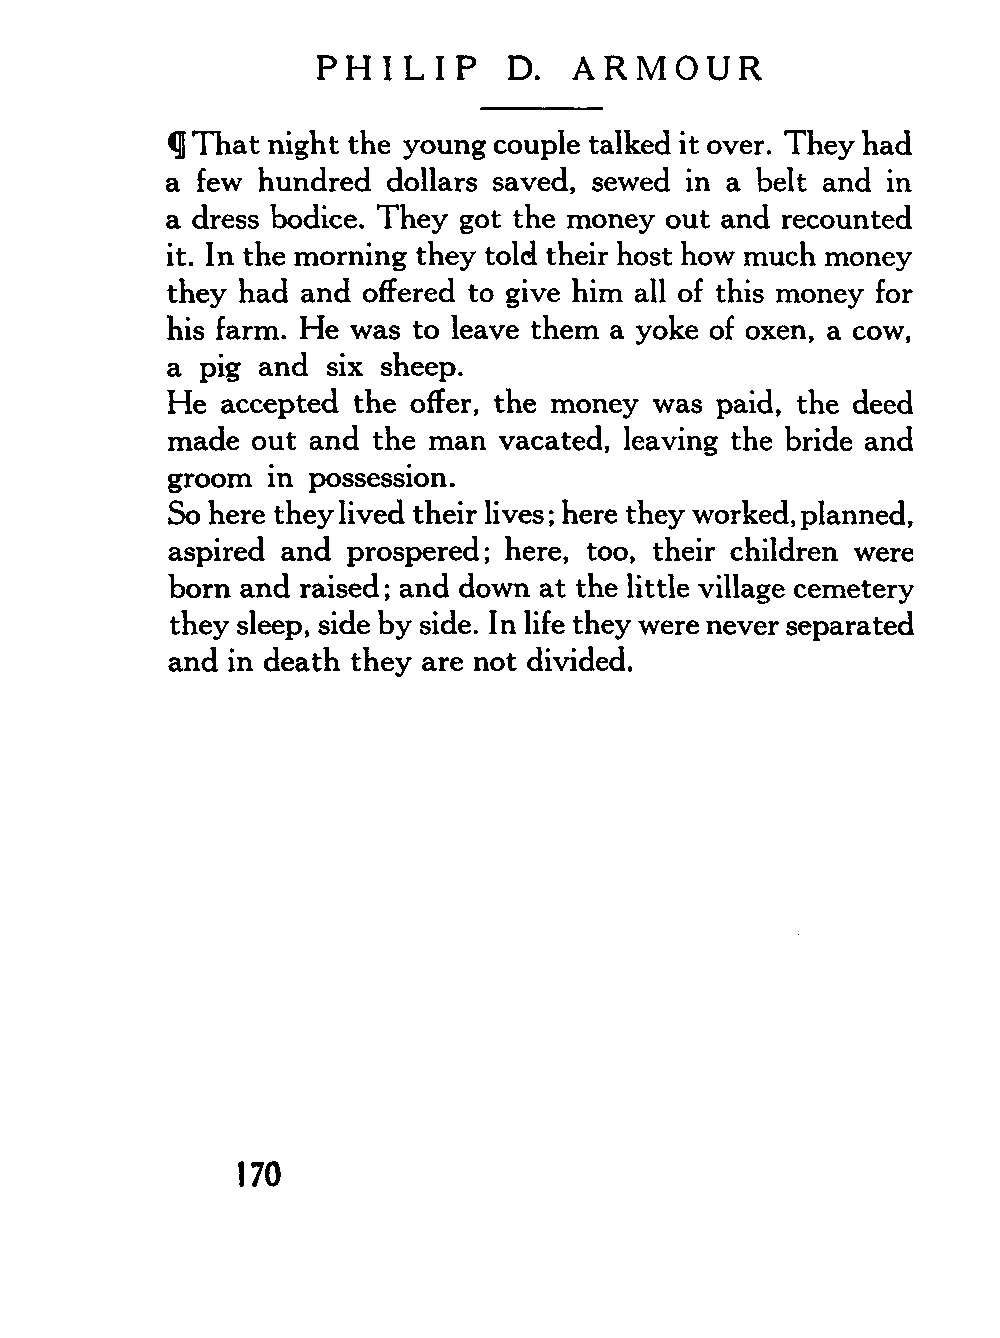 PHILIP D. ARMOUR
¶ That night the young couple talked it over. They had
a few hundred dollars saved, sewed in a belt and in
a dress bodice. They got the money out and recounted
it. In the morning they told their host how much money
they had and offered to give him all of this money for
his farm. He was to leave them a yoke of oxen, a cow,
a pig and six sheep.
He accepted the offer, the money was paid, the deed
made out and the man vacated, leaving the bride and
groom in possession.
So here they lived their lives; here they worked, planned,
aspired and prospered; here, too, their children were
born and raised; and down at the little village cemetery
they sleep, side by side. In life they were never separated
and in death they are not divided.
170